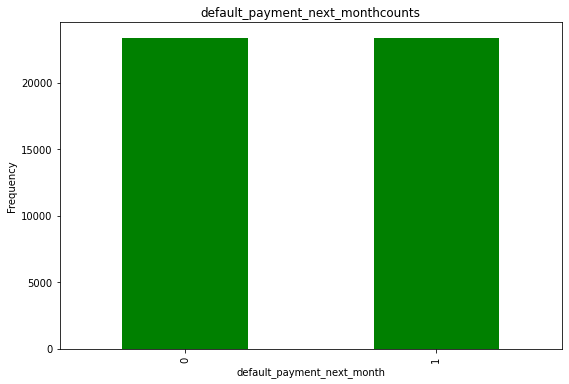 default_payment_next_monthcounts
Frequency
20000
15000
10000
5000
0
0
1
default_payment_next_month